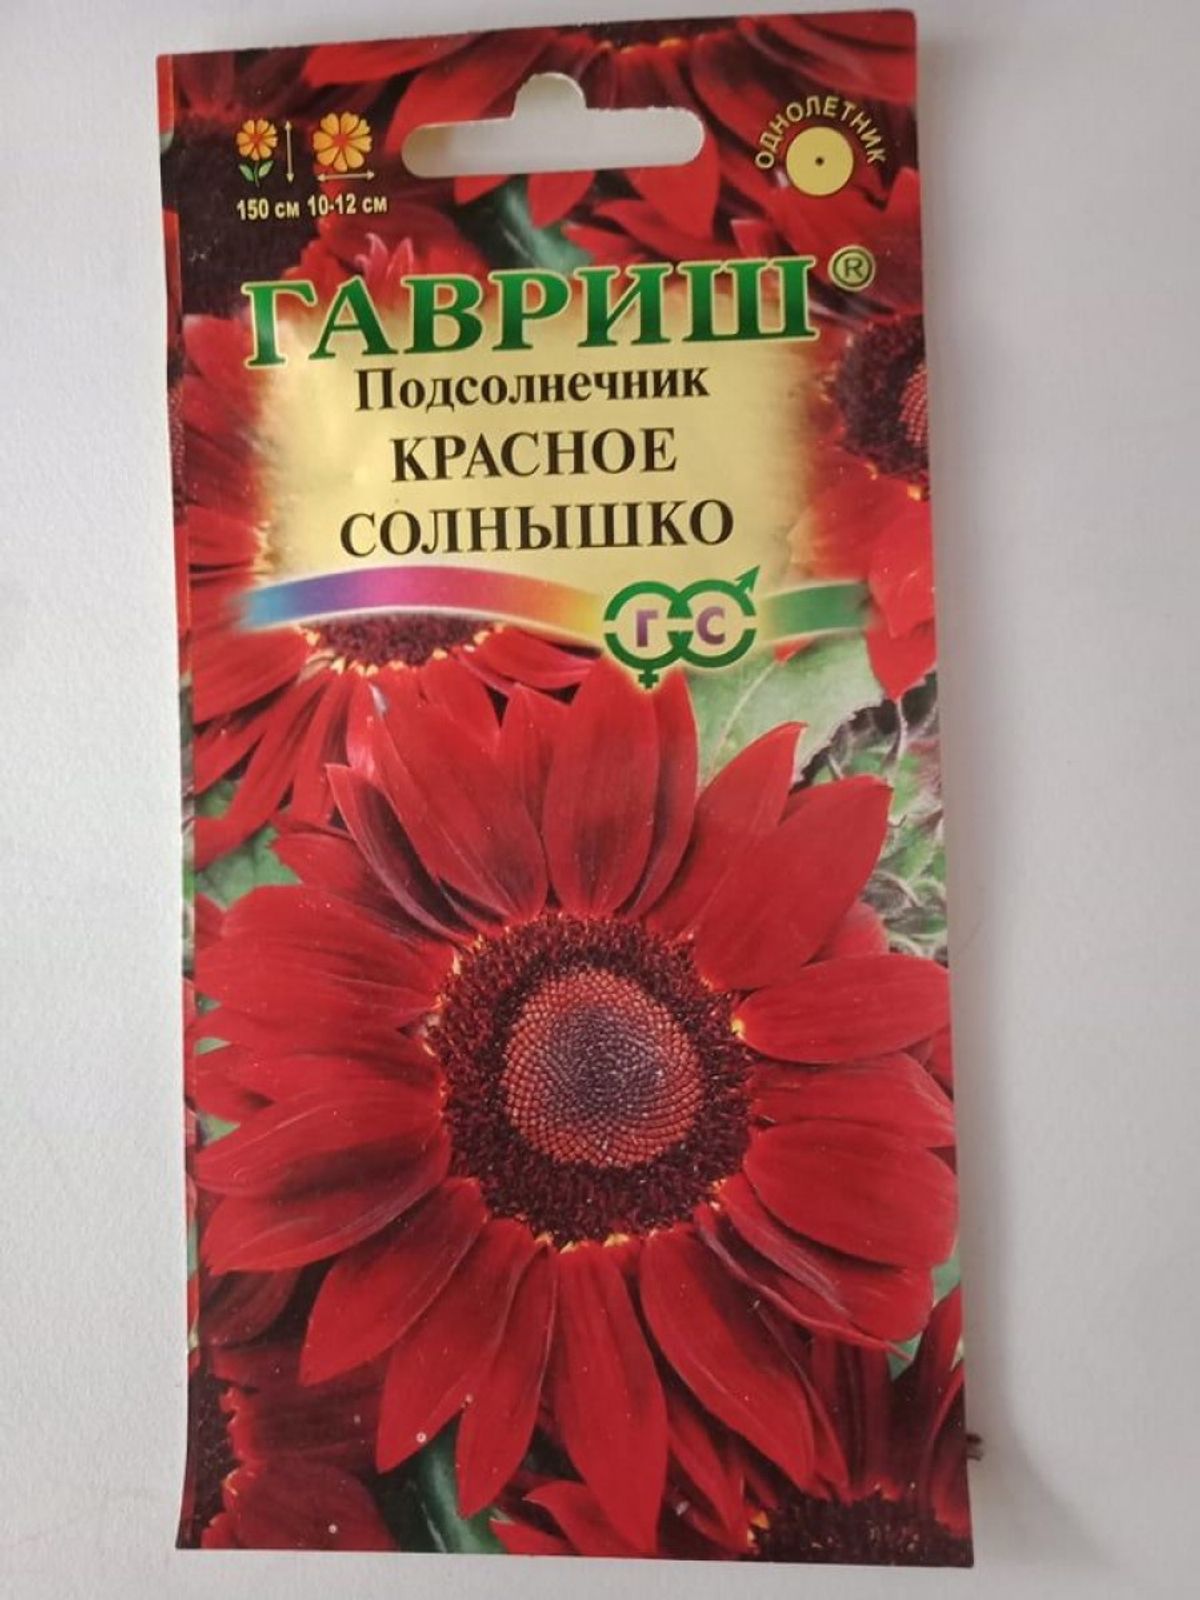 ОДНОЛЕТНИК
150 см 10-12 см
ГАВРИШ®
Подсолнечник
КРАСНОЕ
СОЛНЫШКО
Г С